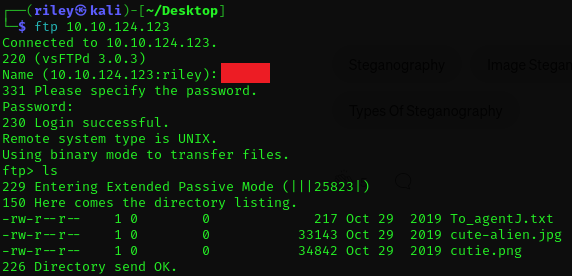 ┌──(riley㉿kali)-[~/Desktop]
└─$ ftp 10.10.124.123
Connected to 10.10.124.123.
220 (vsFTPd 3.0.3)
Name (10.10.124.123:riley):
331 Please specify the password.
Password:
230 Login successful.
Remote system type is UNIX.
Using binary mode to transfer files.
ftp> ls
229 Entering Extended Passive Mode (|||25823|)
150 Here comes the directory listing.
-rw-r--r--    1 0        0             217 Oct 29  2019 To_agentJ.txt
-rw-r--r--    1 0        0           33143 Oct 29  2019 cute-alien.jpg
-rw-r--r--    1 0        0           34842 Oct 29  2019 cutie.png
226 Directory send OK.
Steganography
Image Stegan
Types Of Steganography